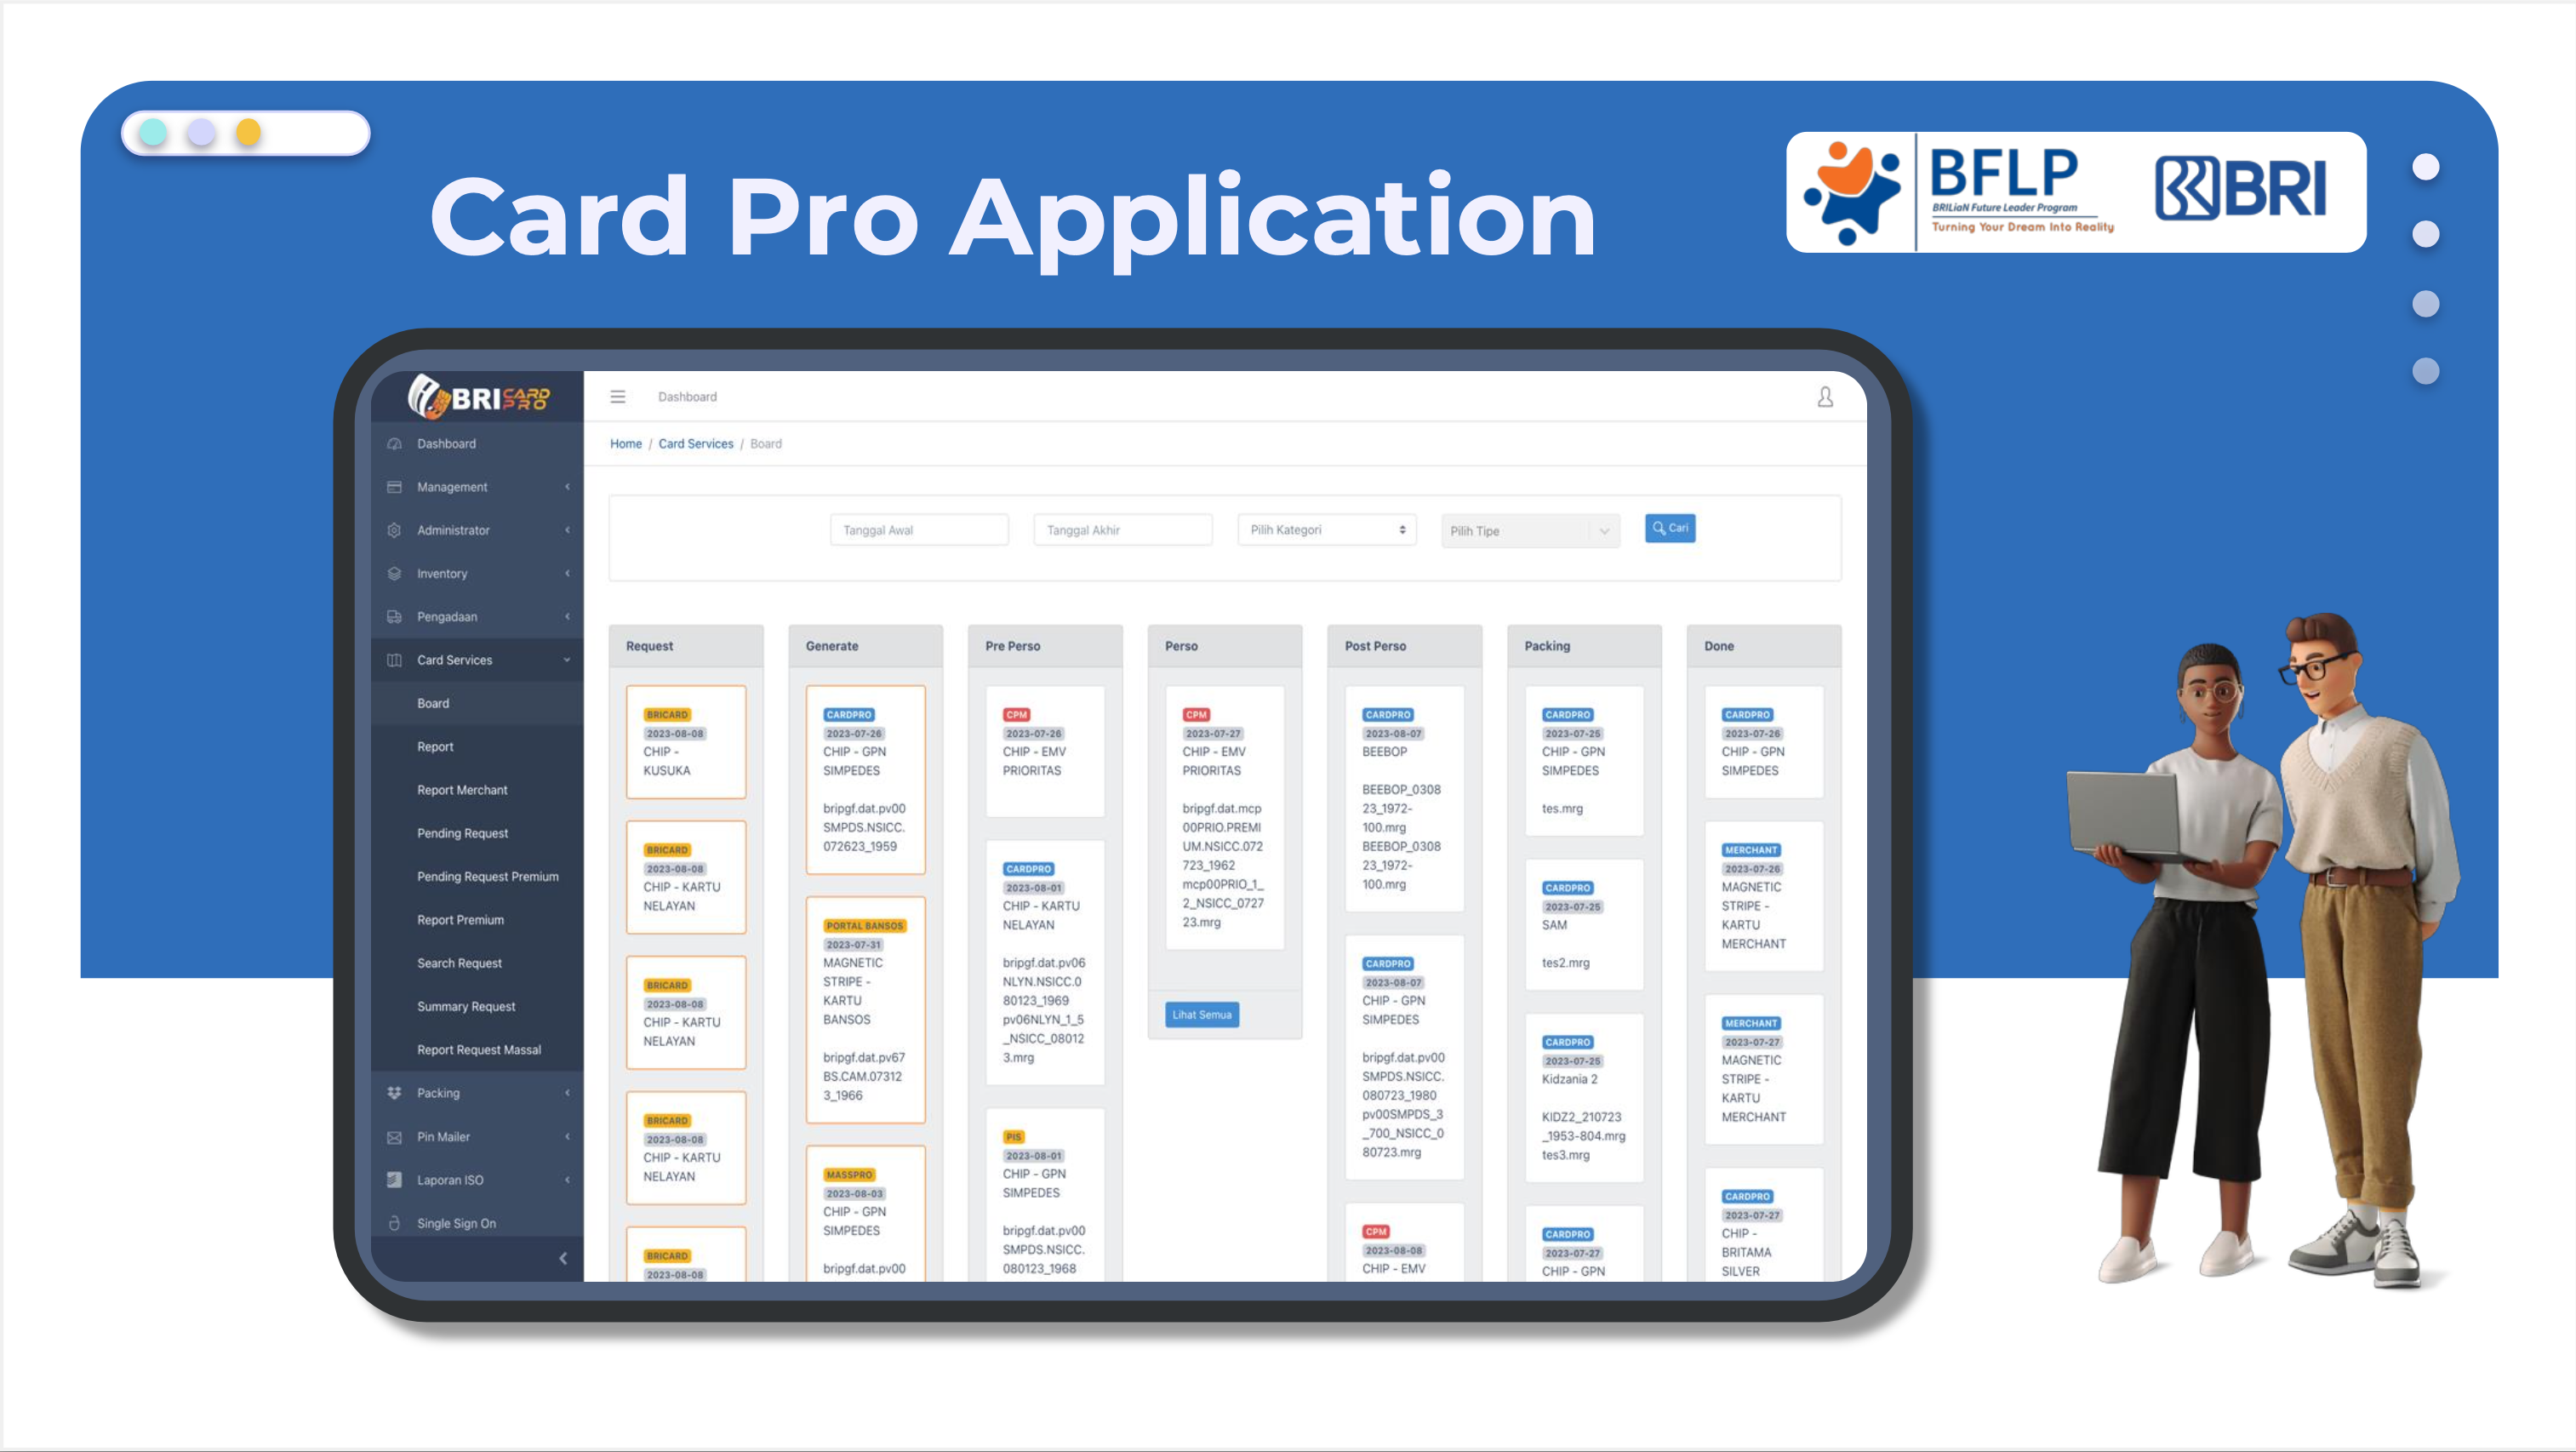 Card Pro Application
BFLP
BRILiaN Future Leader Program
Turning Your Dream Into Reality
BRI
BRI CARD PRO
Dashboard
Management
Administrator
Inventory
Pengadaan
Card Services
Board
Report
Report Merchant
Pending Request
Pending Request Premium
Report Premium
Search Request
Summary Request
Report Request Massal
Packing
Pin Mailer
Laporan ISO
Single Sign On
Dashboard
Home / Card Services / Board
Tanggal Awal
Tanggal Akhir
Pilih Kategori
Pilih Tipe
Cari
Request
BRICARD
2023-08-08
CHIP -
KUSUKA
BRICARD
2023-08-08
CHIP - KARTU
NELAYAN
BRICARD
2023-08-08
CHIP - KARTU
NELAYAN
BRICARD
2023-08-08
CHIP - KARTU
NELAYAN
BRICARD
2023-08-08
Generate
CARDPRO
2023-07-26
CHIP - GPN
SIMPEDES
bripgf.dat.pv00
SMPDS.NSICC.
072623_1959
PORTAL BANSOS
2023-07-31
MAGNETIC
STRIPE -
KARTU
BANSOS
bripgf.dat.pv67
BS.CAM.07312
3_1966
MASSPRO
2023-08-03
CHIP - GPN
SIMPEDES
bripgf.dat.pv00
Pre Perso
CPM
2023-07-26
CHIP - EMV
PRIORITAS
CARDPRO
2023-08-01
CHIP - KARTU
NELAYAN
bripgf.dat.pv06
NLYN.NSICC.0
80123_1969
pv06NLYN_1_5
_NSICC_08012
3.mrg
PIS
2023-08-01
CHIP - GPN
SIMPEDES
bripgf.dat.pv00
SMPDS.NSICC.
080123_1968
Perso
CPM
2023-07-27
CHIP - EMV
PRIORITAS
bripgf.dat.mcp
00PRIO.PREMI
UM.NSICC.072
723_1962
mcp00PRIO_1_
2_NSICC_0727
23.mrg
Lihat Semua
Post Perso
CARDPRO
2023-08-07
BEEBOP
BEEBOP_0308
23_1972-
100.mrg
BEEBOP_0308
23_1972-
100.mrg
CARDPRO
2023-08-07
CHIP - GPN
SIMPEDES
bripgf.dat.pv00
SMPDS.NSICC.
080723_1980
pv00SMPDS_3
_700_NSICC_0
80723.mrg
CPM
2023-08-08
CHIP - EMV
Packing
CARDPRO
2023-07-25
CHIP - GPN
SIMPEDES
tes.mrg
CARDPRO
2023-07-25
SAM
tes2.mrg
CARDPRO
2023-07-25
Kidzania 2
KIDZ2_210723
_1953-804.mrg
tes3.mrg
CARDPRO
2023-07-27
CHIP - GPN
Done
CARDPRO
2023-07-26
CHIP - GPN
SIMPEDES
MERCHANT
2023-07-26
MAGNETIC
STRIPE -
KARTU
MERCHANT
MERCHANT
2023-07-27
MAGNETIC
STRIPE -
KARTU
MERCHANT
CARDPRO
2023-07-27
CHIP -
BRITAMA
SILVER